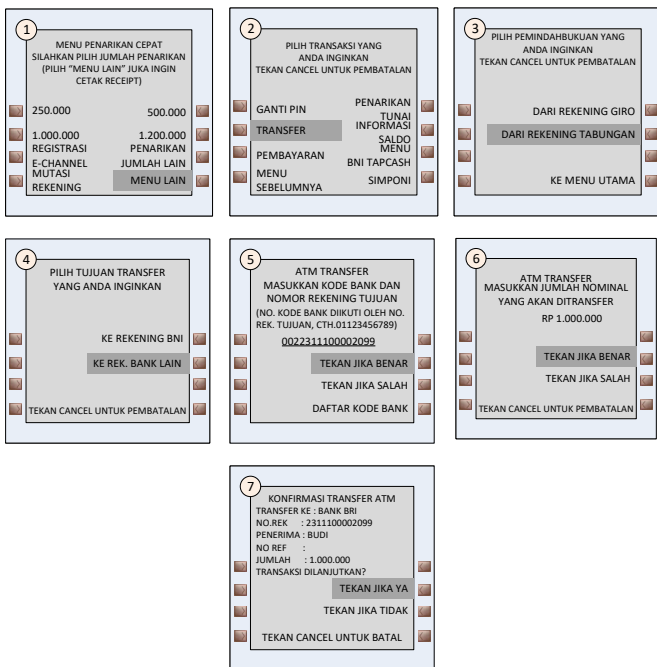 1
MENU PENARIKAN CEPAT
SILAHKAN PILIH JUMLAH PENARIKAN
(PILIH “MENU LAIN” JUKA INGIN
CETAK RECEIPT)
250.000
500.000
1.000.000
1.200.000
REGISTRASI
E-CHANNEL
PENARIKAN
JUMLAH LAIN
MUTASI
REKENING
MENU LAIN
2
PILIH TRANSAKSI YANG
ANDA INGINKAN
TEKAN CANCEL UNTUK PEMBATALAN
GANTI PIN
PENARIKAN
TUNAI
TRANSFER
INFORMASI
SALDO
PEMBAYARAN
MENU
BNI TAPCASH
MENU
SEBELUMNYA
SIMPONI
3
PILIH PEMINDAHBUKUAN YANG
ANDA INGINKAN
TEKAN CANCEL UNTUK PEMBATALAN
DARI REKENING GIRO
DARI REKENING TABUNGAN
KE MENU UTAMA
4
PILIH TUJUAN TRANSFER
YANG ANDA INGINKAN
KE REKENING BNI
KE REK. BANK LAIN
TEKAN CANCEL UNTUK PEMBATALAN
5
ATM TRANSFER
MASUKKAN KODE BANK DAN
NOMOR REKENING TUJUAN
(NO. KODE BANK DIIKUTI OLEH NO.
REK. TUJUAN, CTH.01123456789)
0022311100002099
TEKAN JIKA BENAR
TEKAN JIKA SALAH
DAFTAR KODE BANK
6
ATM TRANSFER
MASUKKAN JUMLAH NOMINAL
YANG AKAN DITRANSFER
RP 1.000.000
TEKAN JIKA BENAR
TEKAN JIKA SALAH
TEKAN CANCEL UNTUK PEMBATALAN
7
KONFIRMASI TRANSFER ATM
TRANSFER KE : BANK BRI
NO.REK : 2311100002099
PENERIMA : BUDI
NO REF :
JUMLAH : 1.000.000
TRANSAKSI DILANJUTKAN?
TEKAN JIKA YA
TEKAN JIKA TIDAK
TEKAN CANCEL UNTUK BATAL